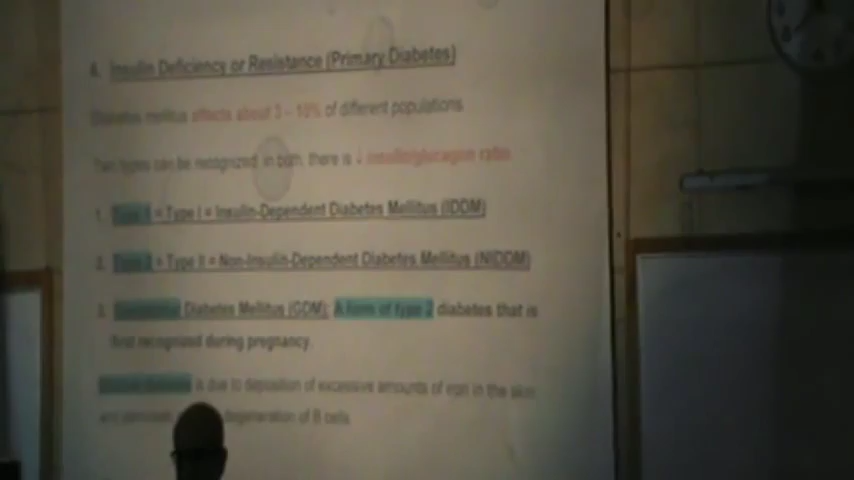 4. Insulin Deficiency or Resistance (Primary Diabetes)
Diabetes mellitus affects about 3 – 10% of different populations.
Two types can be recognized, in both, there is ↓ insulin/glucagon ratio
1. Type 1 = Type I = Insulin-Dependent Diabetes Mellitus (IDDM)
2. Type 2 = Type II = Non-Insulin-Dependent Diabetes Mellitus (NIDDM)
3. Gestational Diabetes Mellitus (GDM): A form of type 2 diabetes that is
first recognized during pregnancy.
is due to deposition of excessive amounts of iron in the skin
and pancreas degeneration of B cells